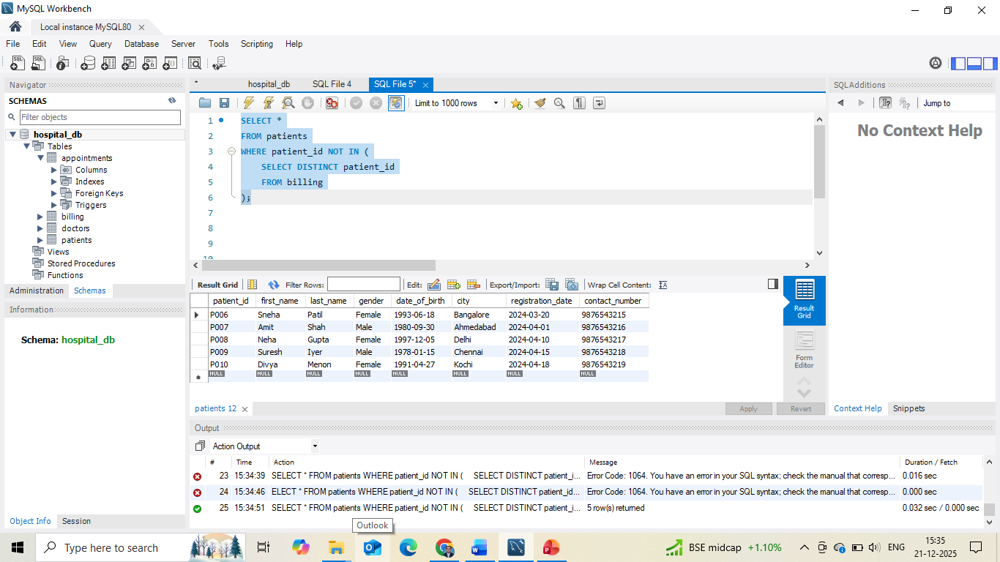 MySQL Workbench
Local instance MySQL80
File Edit View Query Database Server Tools Scripting Help
Navigator
SCHEMAS
Filter objects
hospital_db
Tables
appointments
Columns
Indexes
Foreign Keys
Triggers
billing
doctors
patients
Views
Stored Procedures
Functions
Administration Schemas
Information
Schema: hospital_db
Object Info Session
* hospital_db SQL File 4 SQL File 5*
Limit to 1000 rows
1 SELECT *
2 FROM patients
3 WHERE patient_id NOT IN (
4 SELECT DISTINCT patient_id
5 FROM billing
6 );
7
8
9
10
Result Grid Filter Rows: Edit: Export/Import: Wrap Cell Content:
patient_id first_name last_name gender date_of_birth city registration_date contact_number
P006 Sneha Patil Female 1993-06-18 Bangalore 2024-03-20 9876543215
P007 Amit Shah Male 1980-09-30 Ahmedabad 2024-04-01 9876543216
P008 Neha Gupta Female 1997-12-05 Delhi 2024-04-10 9876543217
P009 Suresh Iyer Male 1978-01-15 Chennai 2024-04-15 9876543218
P010 Divya Menon Female 1991-04-27 Kochi 2024-04-18 9876543219
* NULL NULL NULL NULL NULL NULL NULL NULL
Result
Grid
Form
Editor
patients 12
Apply Revert
SQLAdditions
Jump to
No Context Help
Context Help Snippets
Output
Action Output
# Time Action Message Duration / Fetch
23 15:34:39 SELECT * FROM patients WHERE patient_id NOT IN ( SELECT DISTINCT patient_i... Error Code: 1064. You have an error in your SQL syntax; check the manual that corresp... 0.016 sec
24 15:34:46 ELECT * FROM patients WHERE patient_id NOT IN ( SELECT DISTINCT patient_id... Error Code: 1064. You have an error in your SQL syntax; check the manual that corresp... 0.000 sec
25 15:34:51 SELECT * FROM patients WHERE patient_id NOT IN ( SELECT DISTINCT patient_i... 5 row(s) returned 0.032 sec / 0.000 sec
Outlook
Type here to search
BSE midcap +1.10%
ENG
15:35
21-12-2025